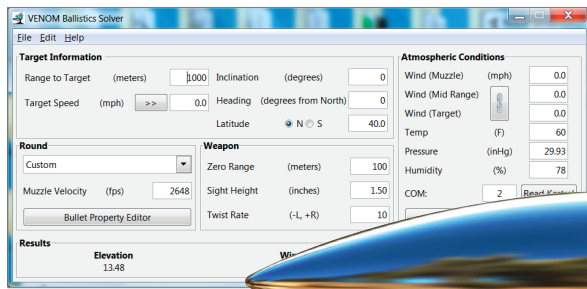 VENOM Ballistics Solver
File Edit Help
Target Information
Range to Target (meters) 1000 Inclination (degrees) 0
Target Speed (mph) >> 0.0 Heading (degrees from North) 0
Latitude N S 40.0
Atmospheric Conditions
Wind (Muzzle) (mph) 0.0
Wind (Mid Range) 0.0
Wind (Target) 0.0
Temp (F) 60
Pressure (inHg) 29.93
Humidity (%) 78
COM: 2 Read
Round
Custom
Muzzle Velocity (fps) 2648
Bullet Property Editor
Weapon
Zero Range (meters) 100
Sight Height (inches) 1.50
Twist Rate (-L, +R) 10
Results
Elevation
13.48